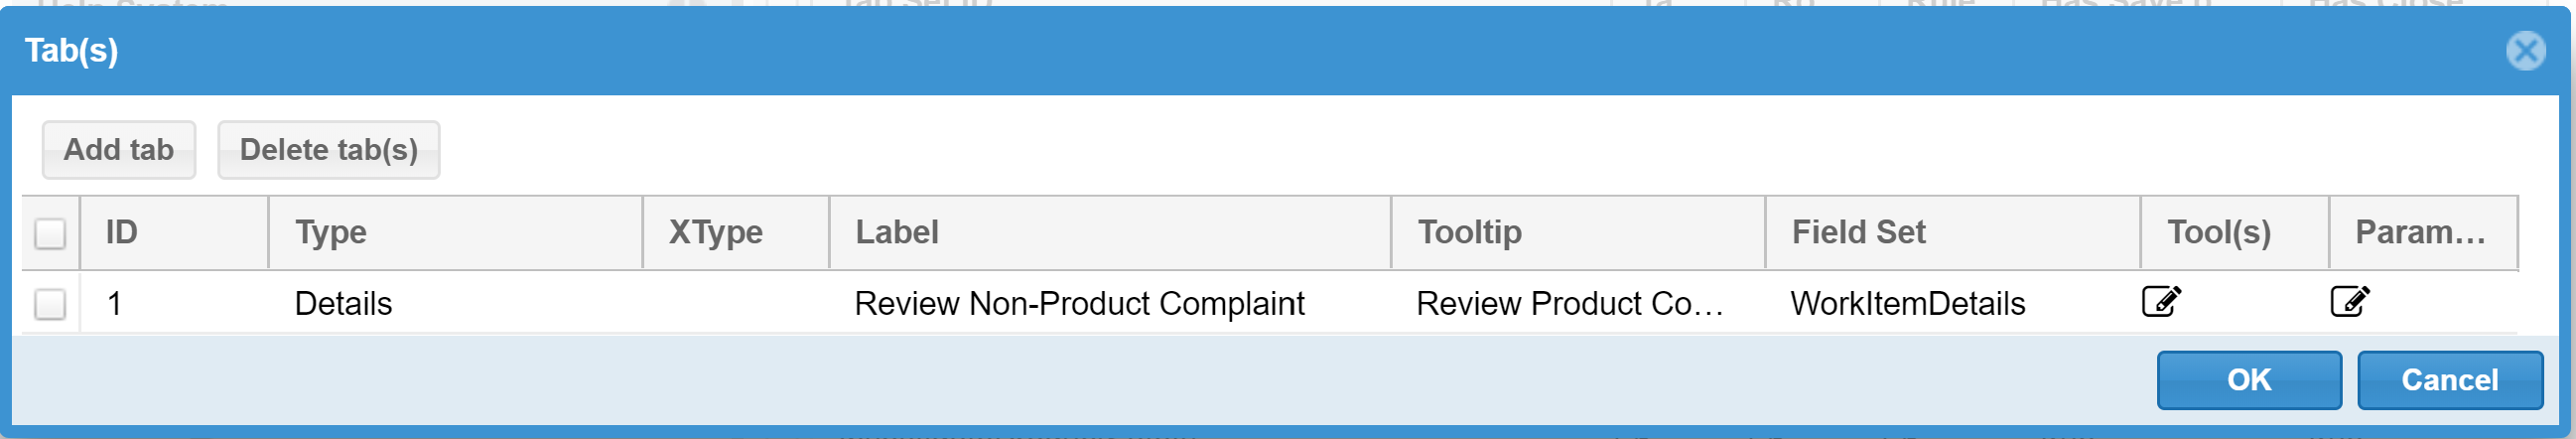 Tab(s)
Add tab Delete tab(s)
ID Type XType Label Tooltip Field Set Tool(s) Param...
1 Details Review Non-Product Complaint Review Product Co... WorkItemDetails
OK Cancel